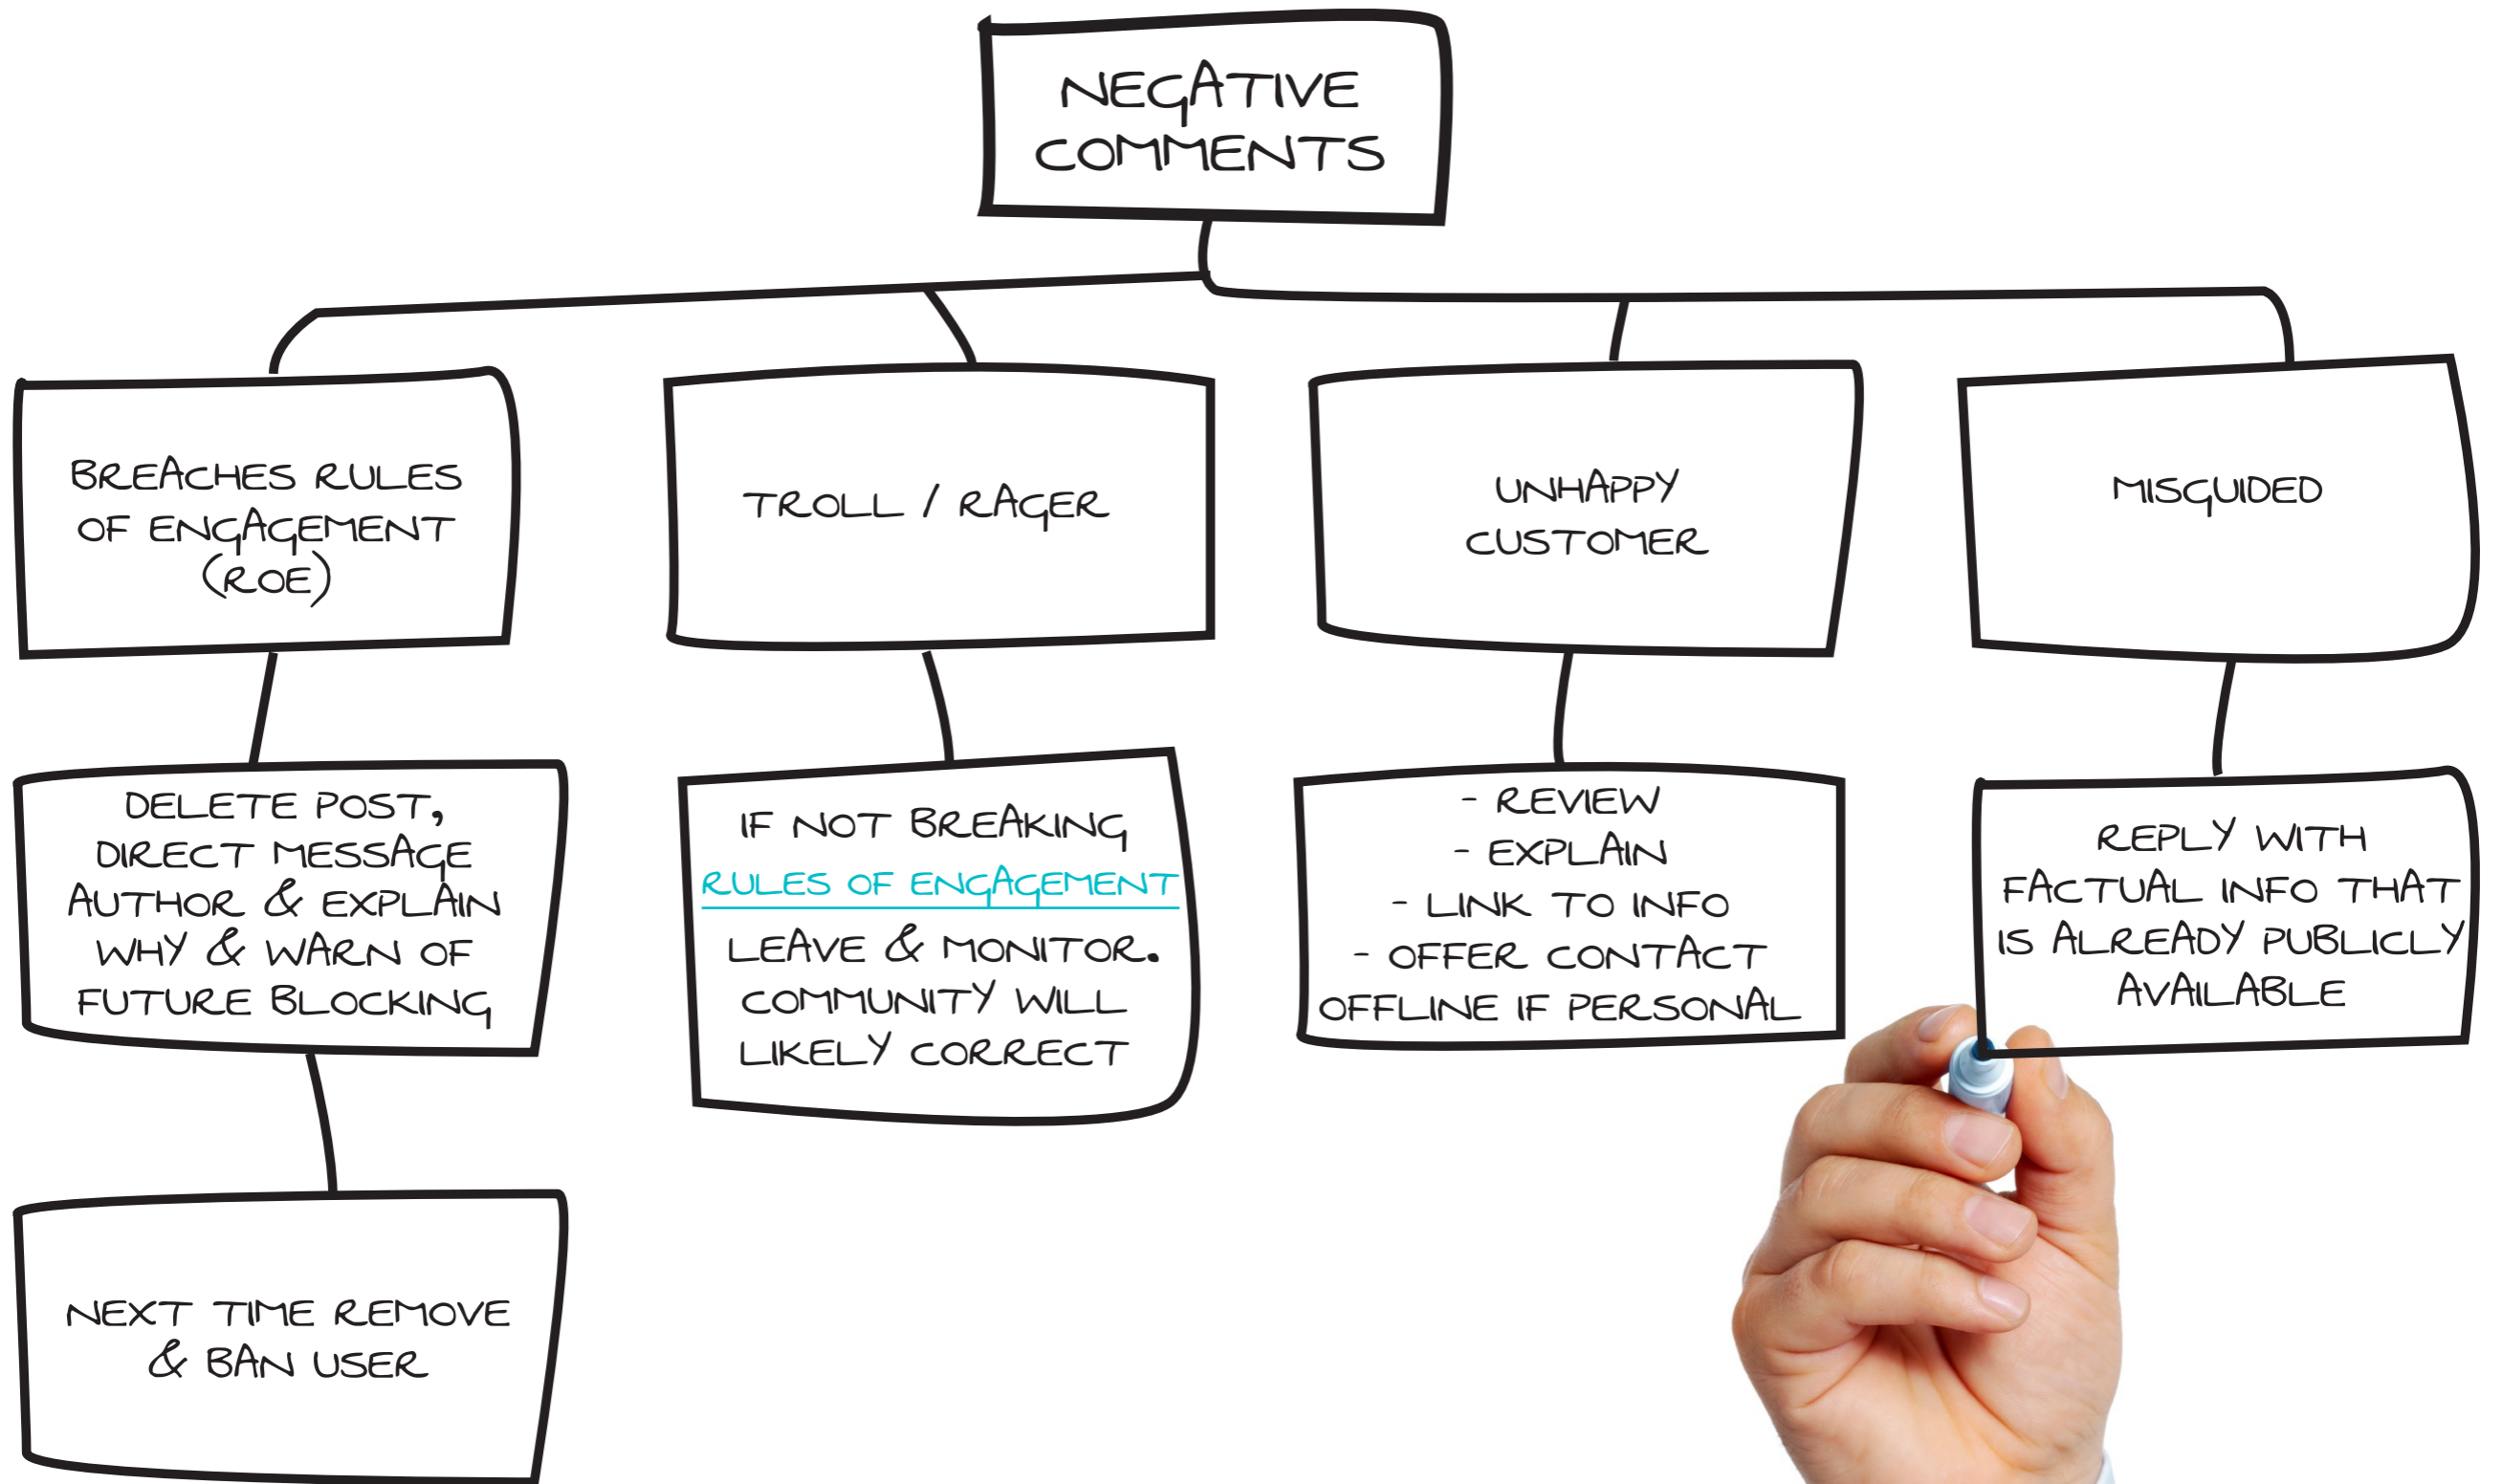 NEGATIVE
COMMENTS
BREACHES RULES
OF ENGAGEMENT
(ROE)
TROLL / RAGER
UNHAPPY
CUSTOMER
MISGUIDED
DELETE POST,
DIRECT MESSAGE
AUTHOR & EXPLAIN
WHY & WARN OF
FUTURE BLOCKING
IF NOT BREAKING
RULES OF ENGAGEMENT
LEAVE & MONITOR.
COMMUNITY WILL
LIKELY CORRECT
- REVIEW
- EXPLAIN
- LINK TO INFO
- OFFER CONTACT
OFFLINE IF PERSONAL
REPLY WITH
FACTUAL INFO THAT
IS ALREADY PUBLICLY
AVAILABLE
NEXT TIME REMOVE
& BAN USER